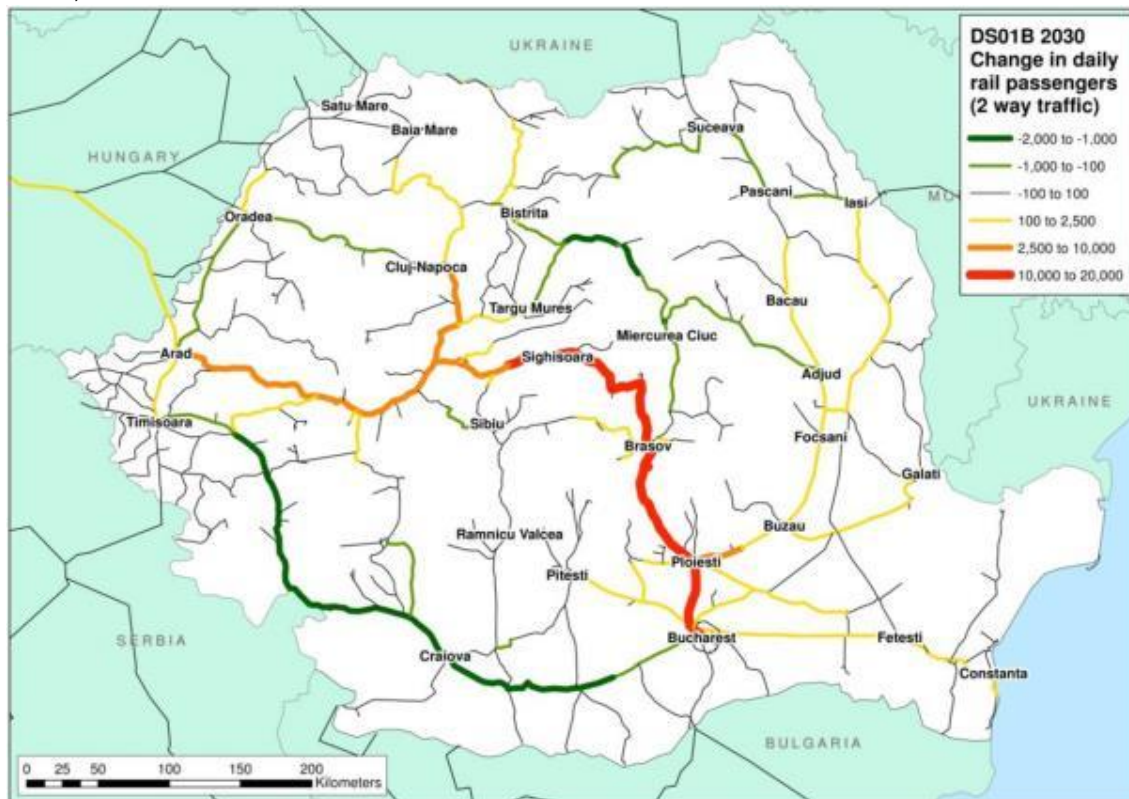 UKRAINE
DS01B 2030
Change in daily
rail passengers
(2 way traffic)
-2,000 to -1,000
-1,000 to -100
-100 to 100
100 to 2,500
2,500 to 10,000
10,000 to 20,000
Satu Mare
Baia Mare
Suceava
HUNGARY
Pascani
Iasi
Oradea
Bistrita
Cluj-Napoca
Targu Mures
Bacau
Miercurea Ciuc
Arad
Sighisoara
Adjud
UKRAINE
Timisoara
Sibiu
Brasov
Focsani
Galati
Ramnicu Valcea
Buzau
Ploiesti
Pitesti
SERBIA
Bucharest
Fetesti
Craiova
Constanta
BULGARIA
0 25 50 100 150 200
Kilometers